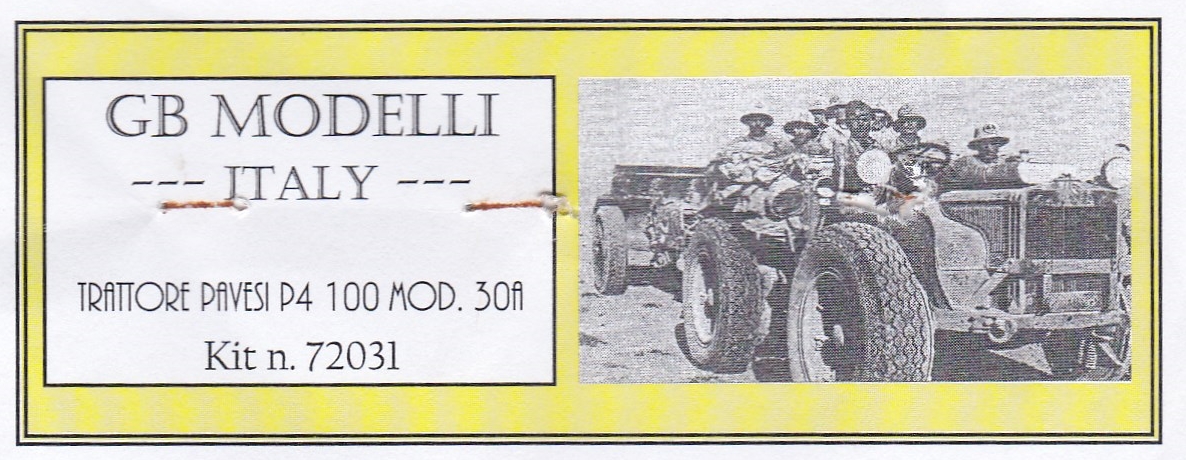 GB MODELLI
--- ITALY ---
TRATTORE PAVESI P4 100 MOD. 30A
Kit n. 72031